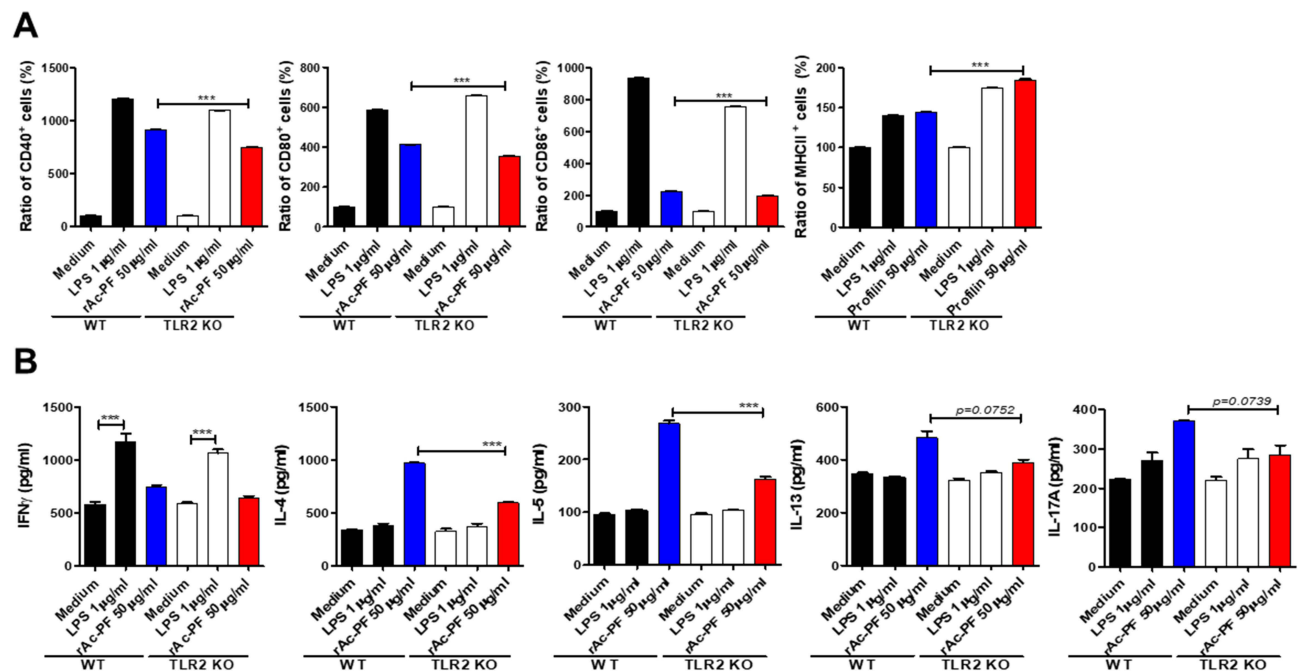 A
Ratio of CD40+ cells (%)
1500
1000
500
0
***
Medium
LPS 1 µg/ml
rAc-PF 50 µg/ml
Medium
LPS 1 µg/ml
rAc-PF 50 µg/ml
WT
TLR2 KO
Ratio of CD80+ cells (%)
800
600
400
200
0
***
Medium
LPS 1 µg/ml
rAc-PF 50 µg/ml
Medium
LPS 1 µg/ml
rAc-PF 50 µg/ml
WT
TLR2 KO
Ratio of CD86+ cells (%)
1000
800
600
400
200
0
***
Medium
LPS 1 µg/ml
rAc-PF 50 µg/ml
Medium
LPS 1 µg/ml
rAc-PF 50 µg/ml
WT
TLR2 KO
Ratio of MHCII + cells (%)
200
150
100
50
0
***
Medium
LPS 1 µg/ml
Profilin 50 µg/ml
Medium
LPS 1 µg/ml
Profilin 50 µg/ml
WT
TLR2 KO
B
IFNγ (pg/ml)
1500
1000
500
0
***
***
Medium
LPS 1 µg/ml
rAc-PF 50 µg/ml
Medium
LPS 1 µg/ml
rAc-PF 50 µg/ml
WT
TLR2 KO
IL-4 (pg/ml)
1500
1000
500
0
***
Medium
LPS 1 µg/ml
rAc-PF 50 µg/ml
Medium
LPS 1 µg/ml
rAc-PF 50 µg/ml
WT
TLR2 KO
IL-5 (pg/ml)
300
200
100
0
***
Medium
LPS 1 µg/ml
rAc-PF 50 µg/ml
Medium
LPS 1 µg/ml
rAc-PF 50 µg/ml
WT
TLR2 KO
IL-13 (pg/ml)
600
400
200
0
p=0.0752
Medium
LPS 1 µg/ml
rAc-PF 50 µg/ml
Medium
LPS 1 µg/ml
rAc-PF 50 µg/ml
WT
TLR2 KO
IL-17A (pg/ml)
400
300
200
100
0
p=0.0739
Medium
LPS 1 µg/ml
Ac-PF 50 µg/ml
Medium
LPS 1 µg/ml
rAc-PF 50 µg/ml
WT
TLR2 KO